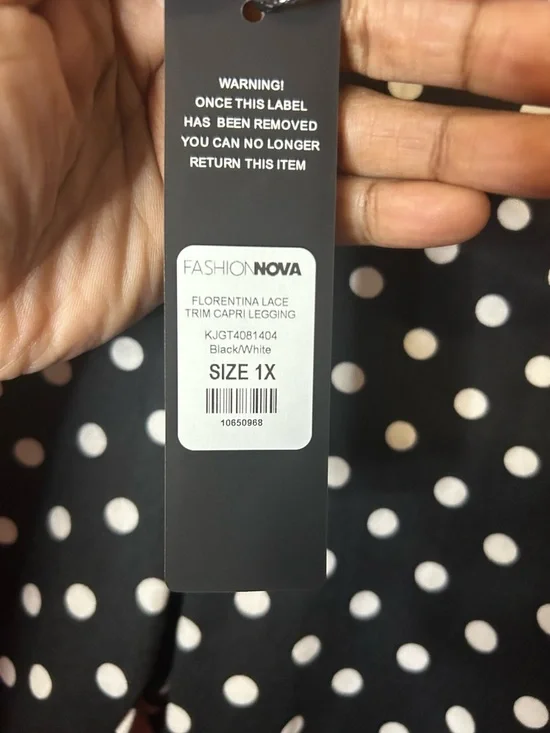 WARNING!
ONCE THIS LABEL
HAS BEEN REMOVED
YOU CAN NO LONGER
RETURN THIS ITEM
FASHIONNOVA
FLORENTINA LACE
TRIM CAPRI LEGGING
KJGT4081404
Black/White
SIZE 1X
10650968